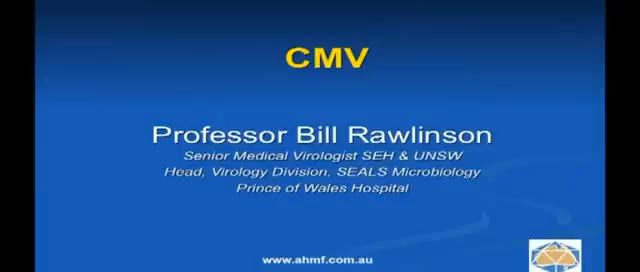 CMV
Professor Bill Rawlinson
Senior Medical Virologist SEH & UNSW
Head, Virology Division, SEALS Microbiology
Prince of Wales Hospital
www.ahmf.com.au